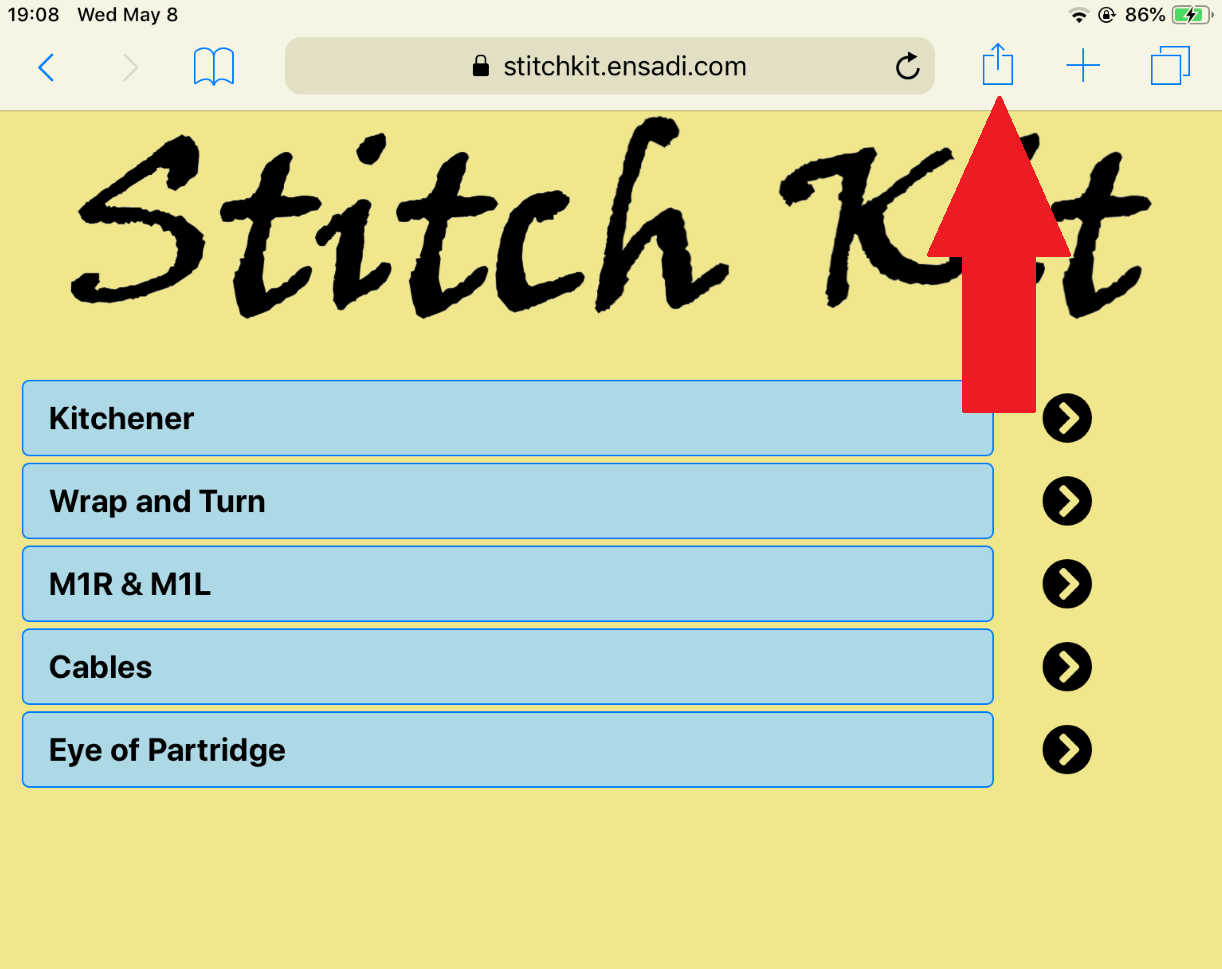 19:08 Wed May 8 86%
stitchkit.ensadi.com
Stitch Kit
Kitchener
Wrap and Turn
M1R & M1L
Cables
Eye of Partridge